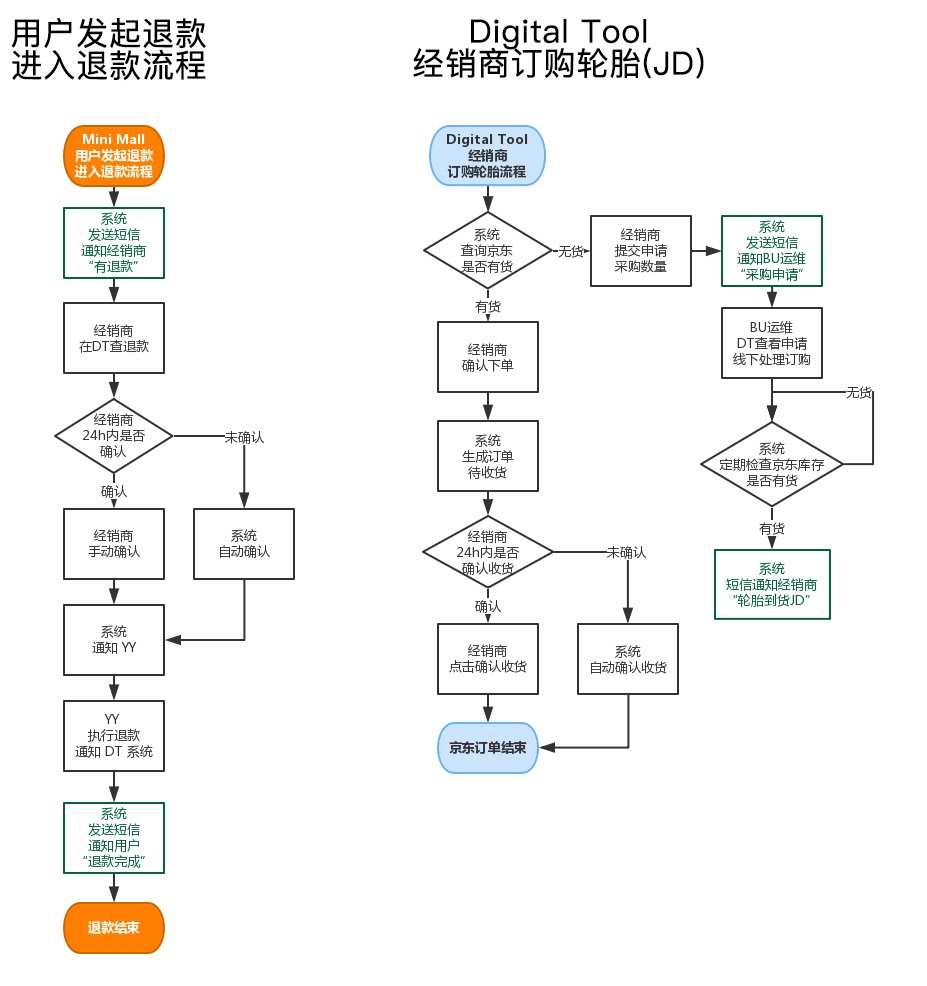 用户发起退款
进入退款流程
Mini Mall
用户发起退款
进入退款流程
系统
发送短信
通知经销商
“有退款”
经销商
在DT查退款
经销商
24h内是否
确认
未确认
确认
经销商
手动确认
系统
自动确认
系统
通知 YY
YY
执行退款
通知 DT 系统
系统
发送短信
通知用户
“退款完成”
退款结束
Digital Tool
经销商订购轮胎(JD)
Digital Tool
经销商
订购轮胎流程
系统
查询京东
是否有货
无货
经销商
提交申请
采购数量
系统
发送短信
通知BU运维
“采购申请”
有货
经销商
确认下单
BU运维
DT查看申请
线下处理订购
无货
系统
生成订单
待收货
系统
定期检查京东库存
是否有货
经销商
24h内是否
确认收货
未确认
有货
系统
短信通知经销商
“轮胎到货JD”
确认
经销商
点击确认收货
系统
自动确认收货
京东订单结束